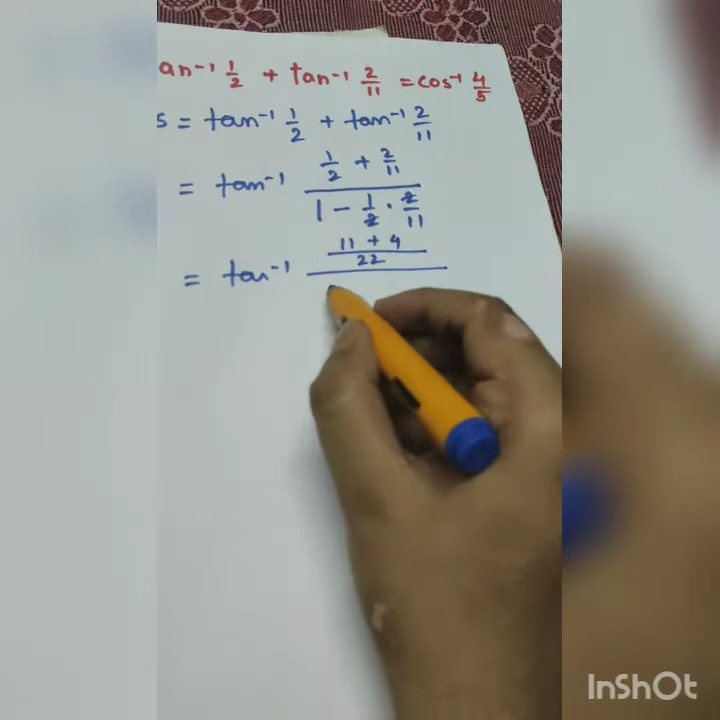 an⁻¹ 1/2 + tan⁻¹ 2/11 = cos⁻¹ 4/5
s = tan⁻¹ 1/2 + tan⁻¹ 2/11
= tan⁻¹ (1/2 + 2/11)/(1 - 1/2 · 2/11)
= tan⁻¹ (11 + 4)/22
InShOt